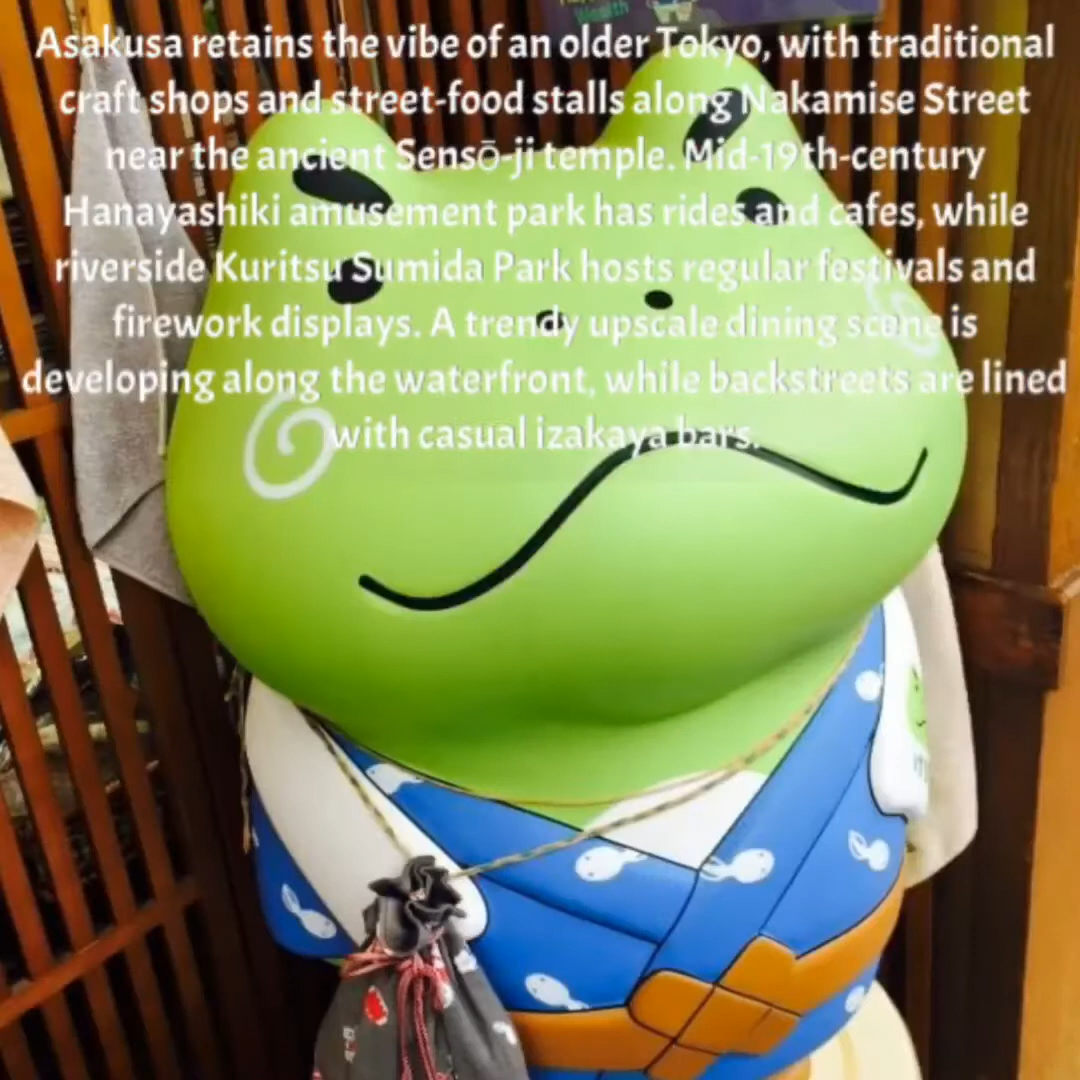 Wealth
Asakusa retains the vibe of an older Tokyo, with traditional
craft shops and street-food stalls along Nakamise Street
near the ancient Sensō-ji temple. Mid-19th-century
Hanayashiki amusement park has rides and cafes, while
riverside Kuritsu Sumida Park hosts regular festivals and
firework displays. A trendy upscale dining scene is
developing along the waterfront, while backstreets are lined
with casual izakaya bars.